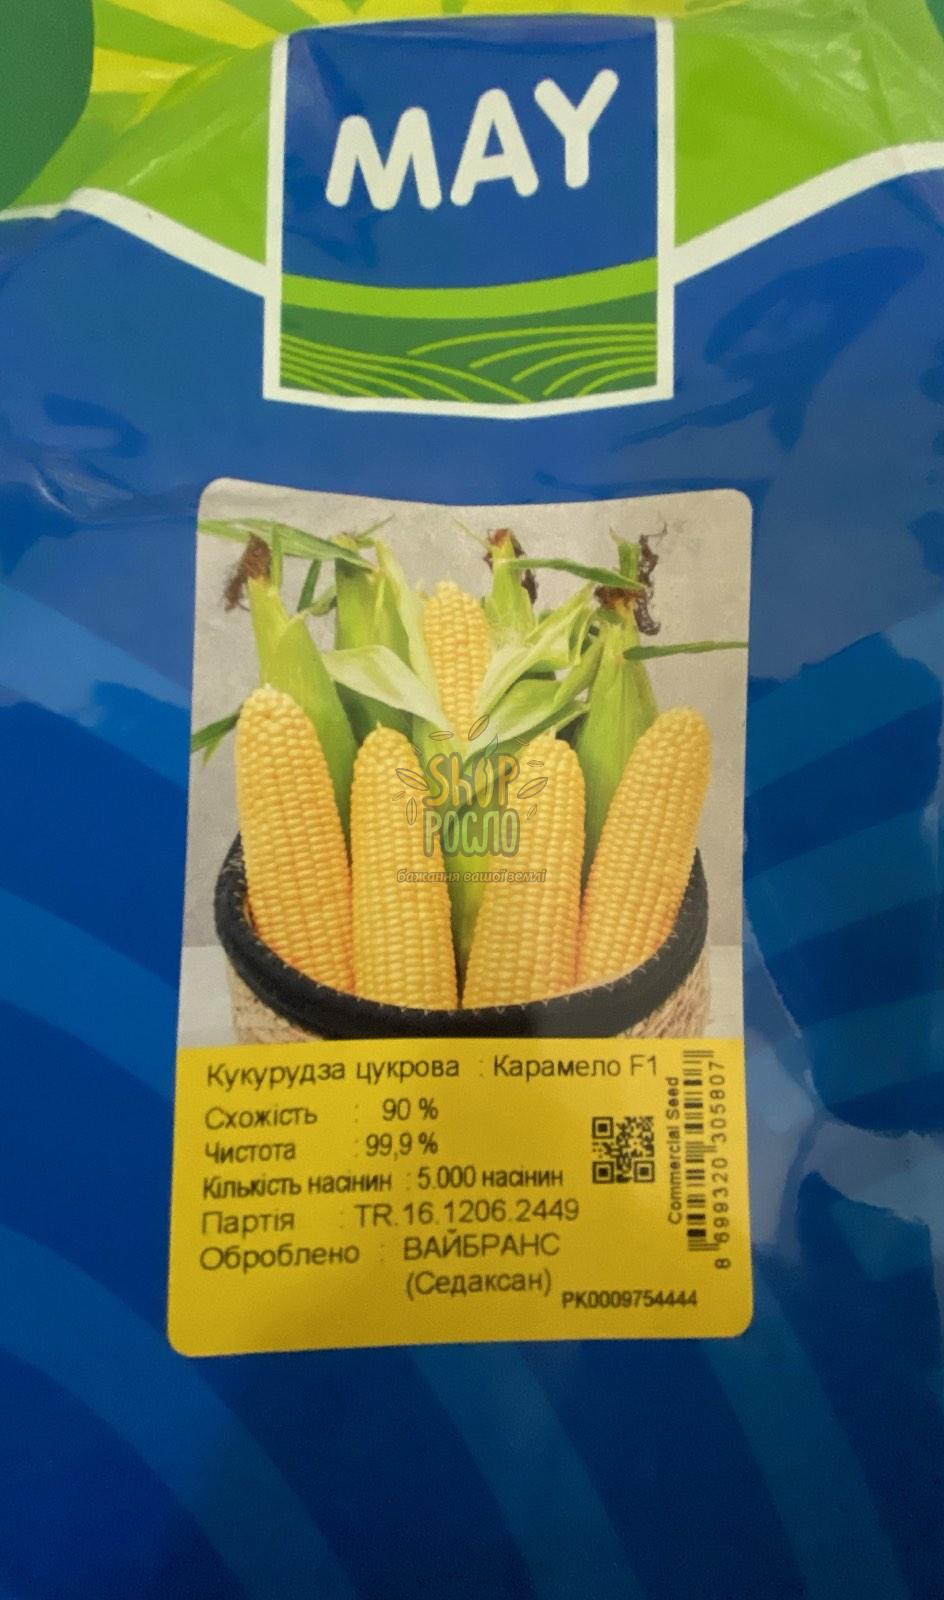 MAY
SKОР
РОСЛО
бажання вашої землі
Кукурудза цукрова : Карамело F1
Схожість : 90 %
Чистота : 99,9 %
Кількість насінин : 5.000 насінин
Партія : TR.16.1206.2449
Оброблено : ВАЙБРАНС
(Седаксан)
PK0009754444
Commercial Seed
8 699320 305807